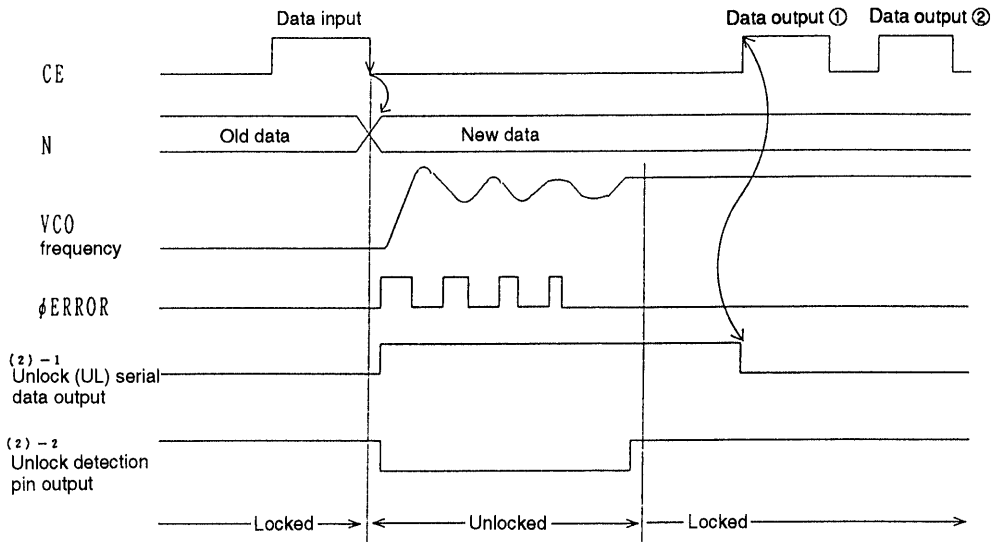 Data input
Data output ① Data output ②
CE
N
Old data New data
VCO
frequency
φERROR
(2)-1
Unlock (UL) serial
data output
(2)-2
Unlock detection
pin output
Locked Unlocked Locked